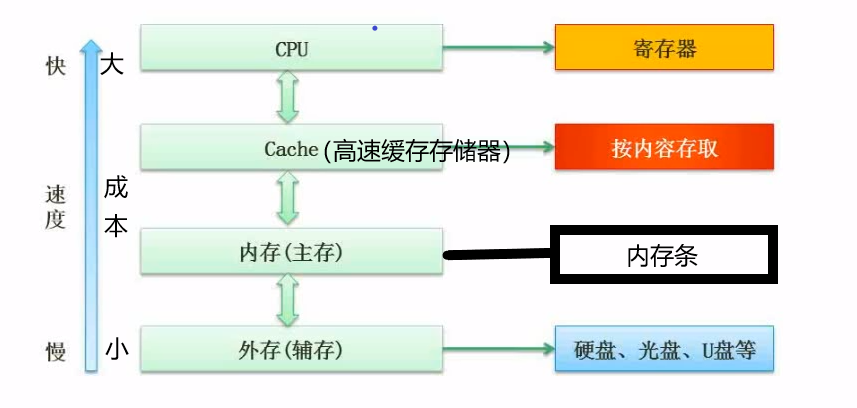 快
大
CPU
寄存器
Cache(高速缓存存储器)
按内容存取
速度
成本
内存(主存)
内存条
慢
小
外存(辅存)
硬盘、光盘、U盘等